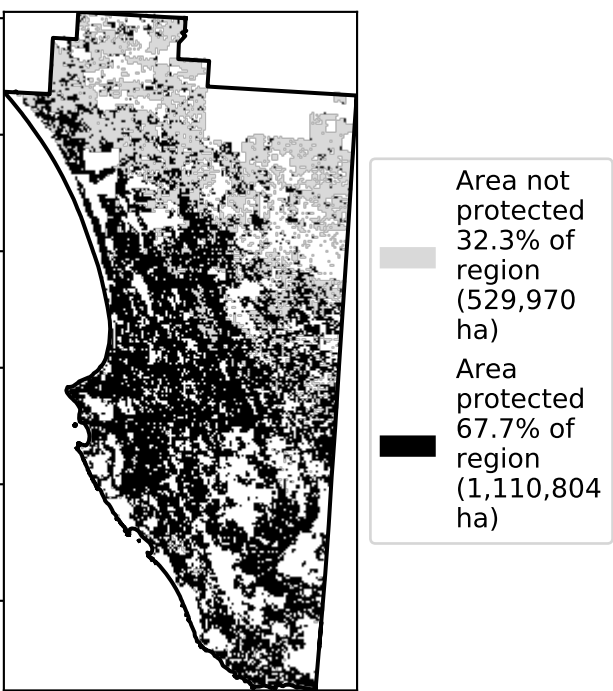 Area not
protected
32.3% of
region
(529,970
ha)
Area
protected
67.7% of
region
(1,110,804
ha)